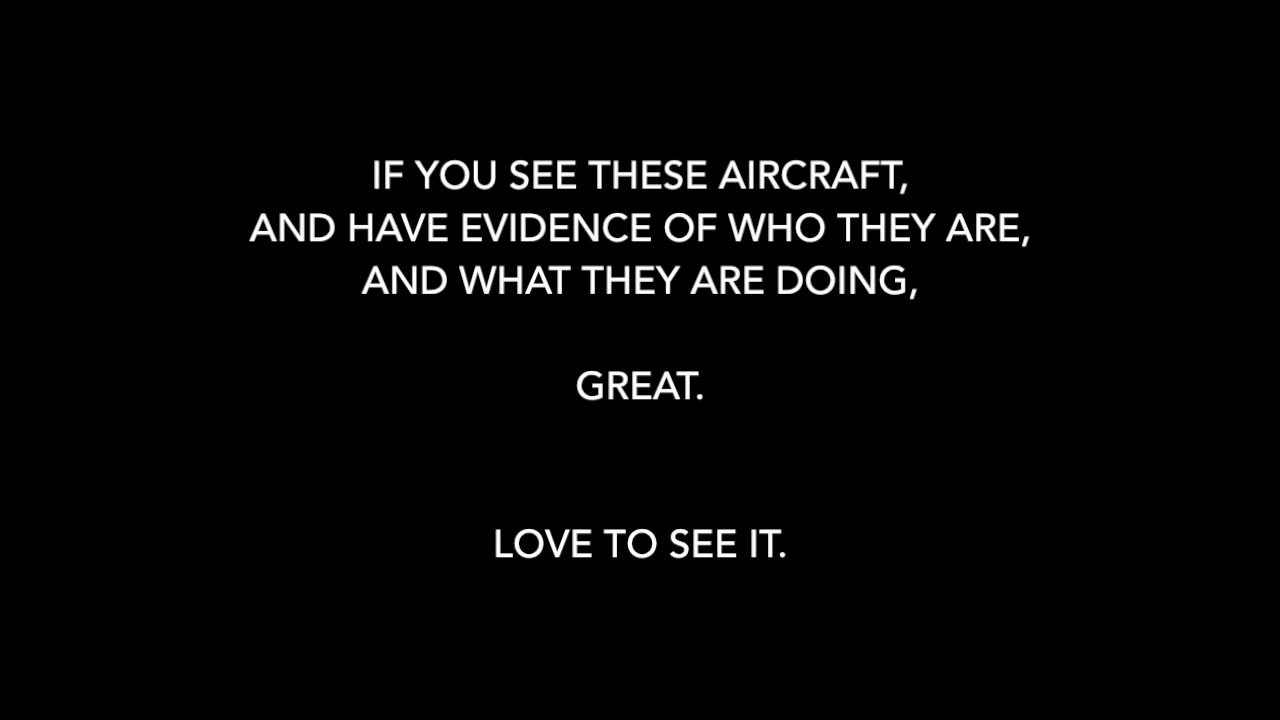 IF YOU SEE THESE AIRCRAFT,
AND HAVE EVIDENCE OF WHO THEY ARE,
AND WHAT THEY ARE DOING,
GREAT.
LOVE TO SEE IT.